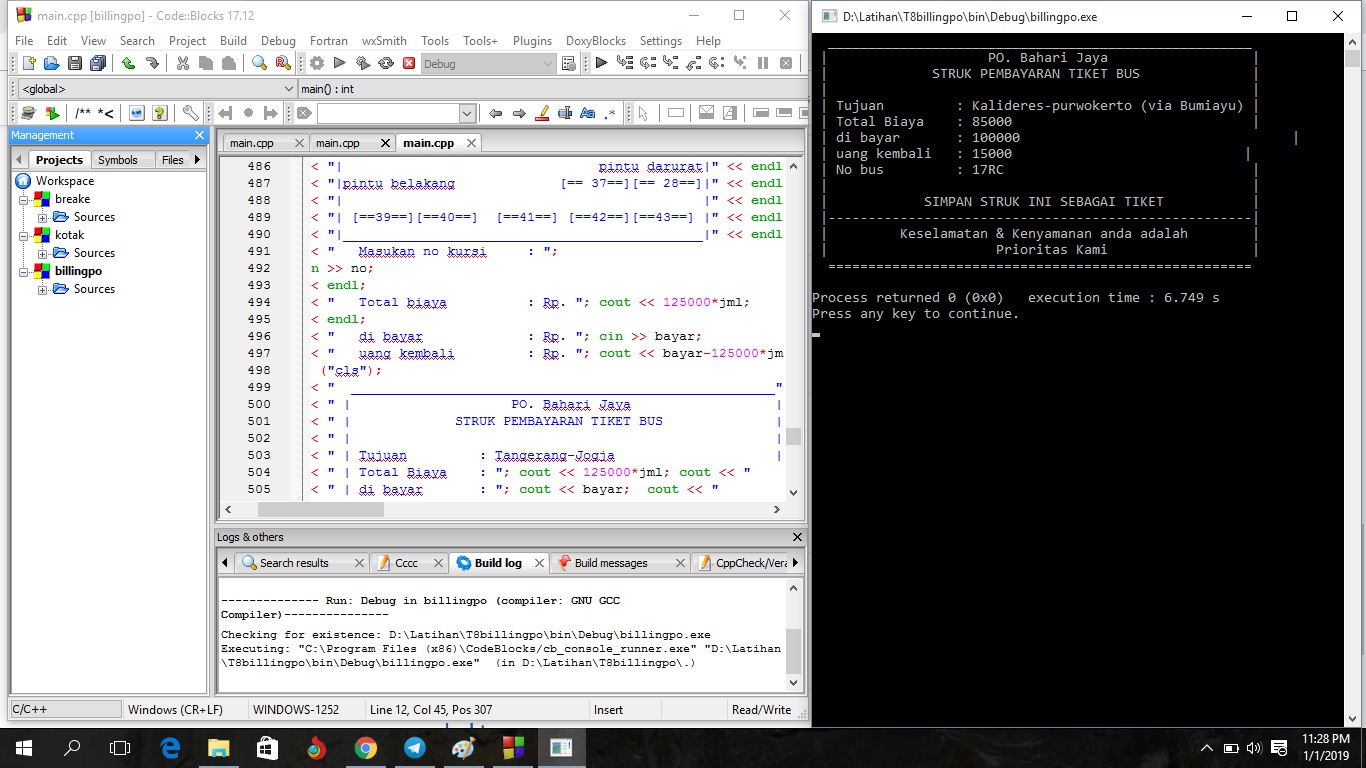 main.cpp [billingpo] - Code::Blocks 17.12
File Edit View Search Project Build Debug Fortran wxSmith Tools Tools+ Plugins DoxyBlocks Settings Help
Debug
<global>
main() : int
/** *<
Aa .*
Management
Projects Symbols Files
Workspace
breake
Sources
kotak
Sources
billingpo
Sources
main.cpp main.cpp main.cpp
486 < "| pintu darurat|" << endl
487 < "|pintu belakang [== 37==][== 28==]|" << endl
488 < "| |" << endl
489 < "| [==39==][==40==] [==41==] [==42==][==43==] |" << endl
490 < "|_____________________________________________|" << endl
491 < " Masukan no kursi : ";
492 n >> no;
493 < endl;
494 < " Total biaya : Rp. "; cout << 125000*jml;
495 < endl;
496 < " di bayar : Rp. "; cin >> bayar;
497 < " uang kembali : Rp. "; cout << bayar-125000*jm
498 ("cls");
499 < " _____________________________________________________ "
500 < " | PO. Bahari Jaya |
501 < " | STRUK PEMBAYARAN TIKET BUS |
502 < " | |
503 < " | Tujuan : Tangerang-Jogja |
504 < " | Total Biaya : "; cout << 125000*jml; cout << "
505 < " | di bayar : "; cout << bayar; cout << "
Logs & others
Search results Cccc Build log Build messages CppCheck/Vera
-------------- Run: Debug in billingpo (compiler: GNU GCC
Compiler)---------------
Checking for existence: D:\Latihan\T8billingpo\bin\Debug\billingpo.exe
Executing: "C:\Program Files (x86)\CodeBlocks/cb_console_runner.exe" "D:\Latihan
\T8billingpo\bin\Debug\billingpo.exe" (in D:\Latihan\T8billingpo\.)
C/C++ Windows (CR+LF) WINDOWS-1252 Line 12, Col 45, Pos 307 Insert Read/Write
D:\Latihan\T8billingpo\bin\Debug\billingpo.exe
_____________________________________________________
| PO. Bahari Jaya |
| STRUK PEMBAYARAN TIKET BUS |
| |
| Tujuan : Kalideres-purwokerto (via Bumiayu) |
| Total Biaya : 85000 |
| di bayar : 100000 |
| uang kembali : 15000 |
| No bus : 17RC |
| |
| SIMPAN STRUK INI SEBAGAI TIKET |
|-----------------------------------------------------|
| Keselamatan & Kenyamanan anda adalah |
| Prioritas Kami |
=====================================================
Process returned 0 (0x0) execution time : 6.749 s
Press any key to continue.
11:28 PM
1/1/2019